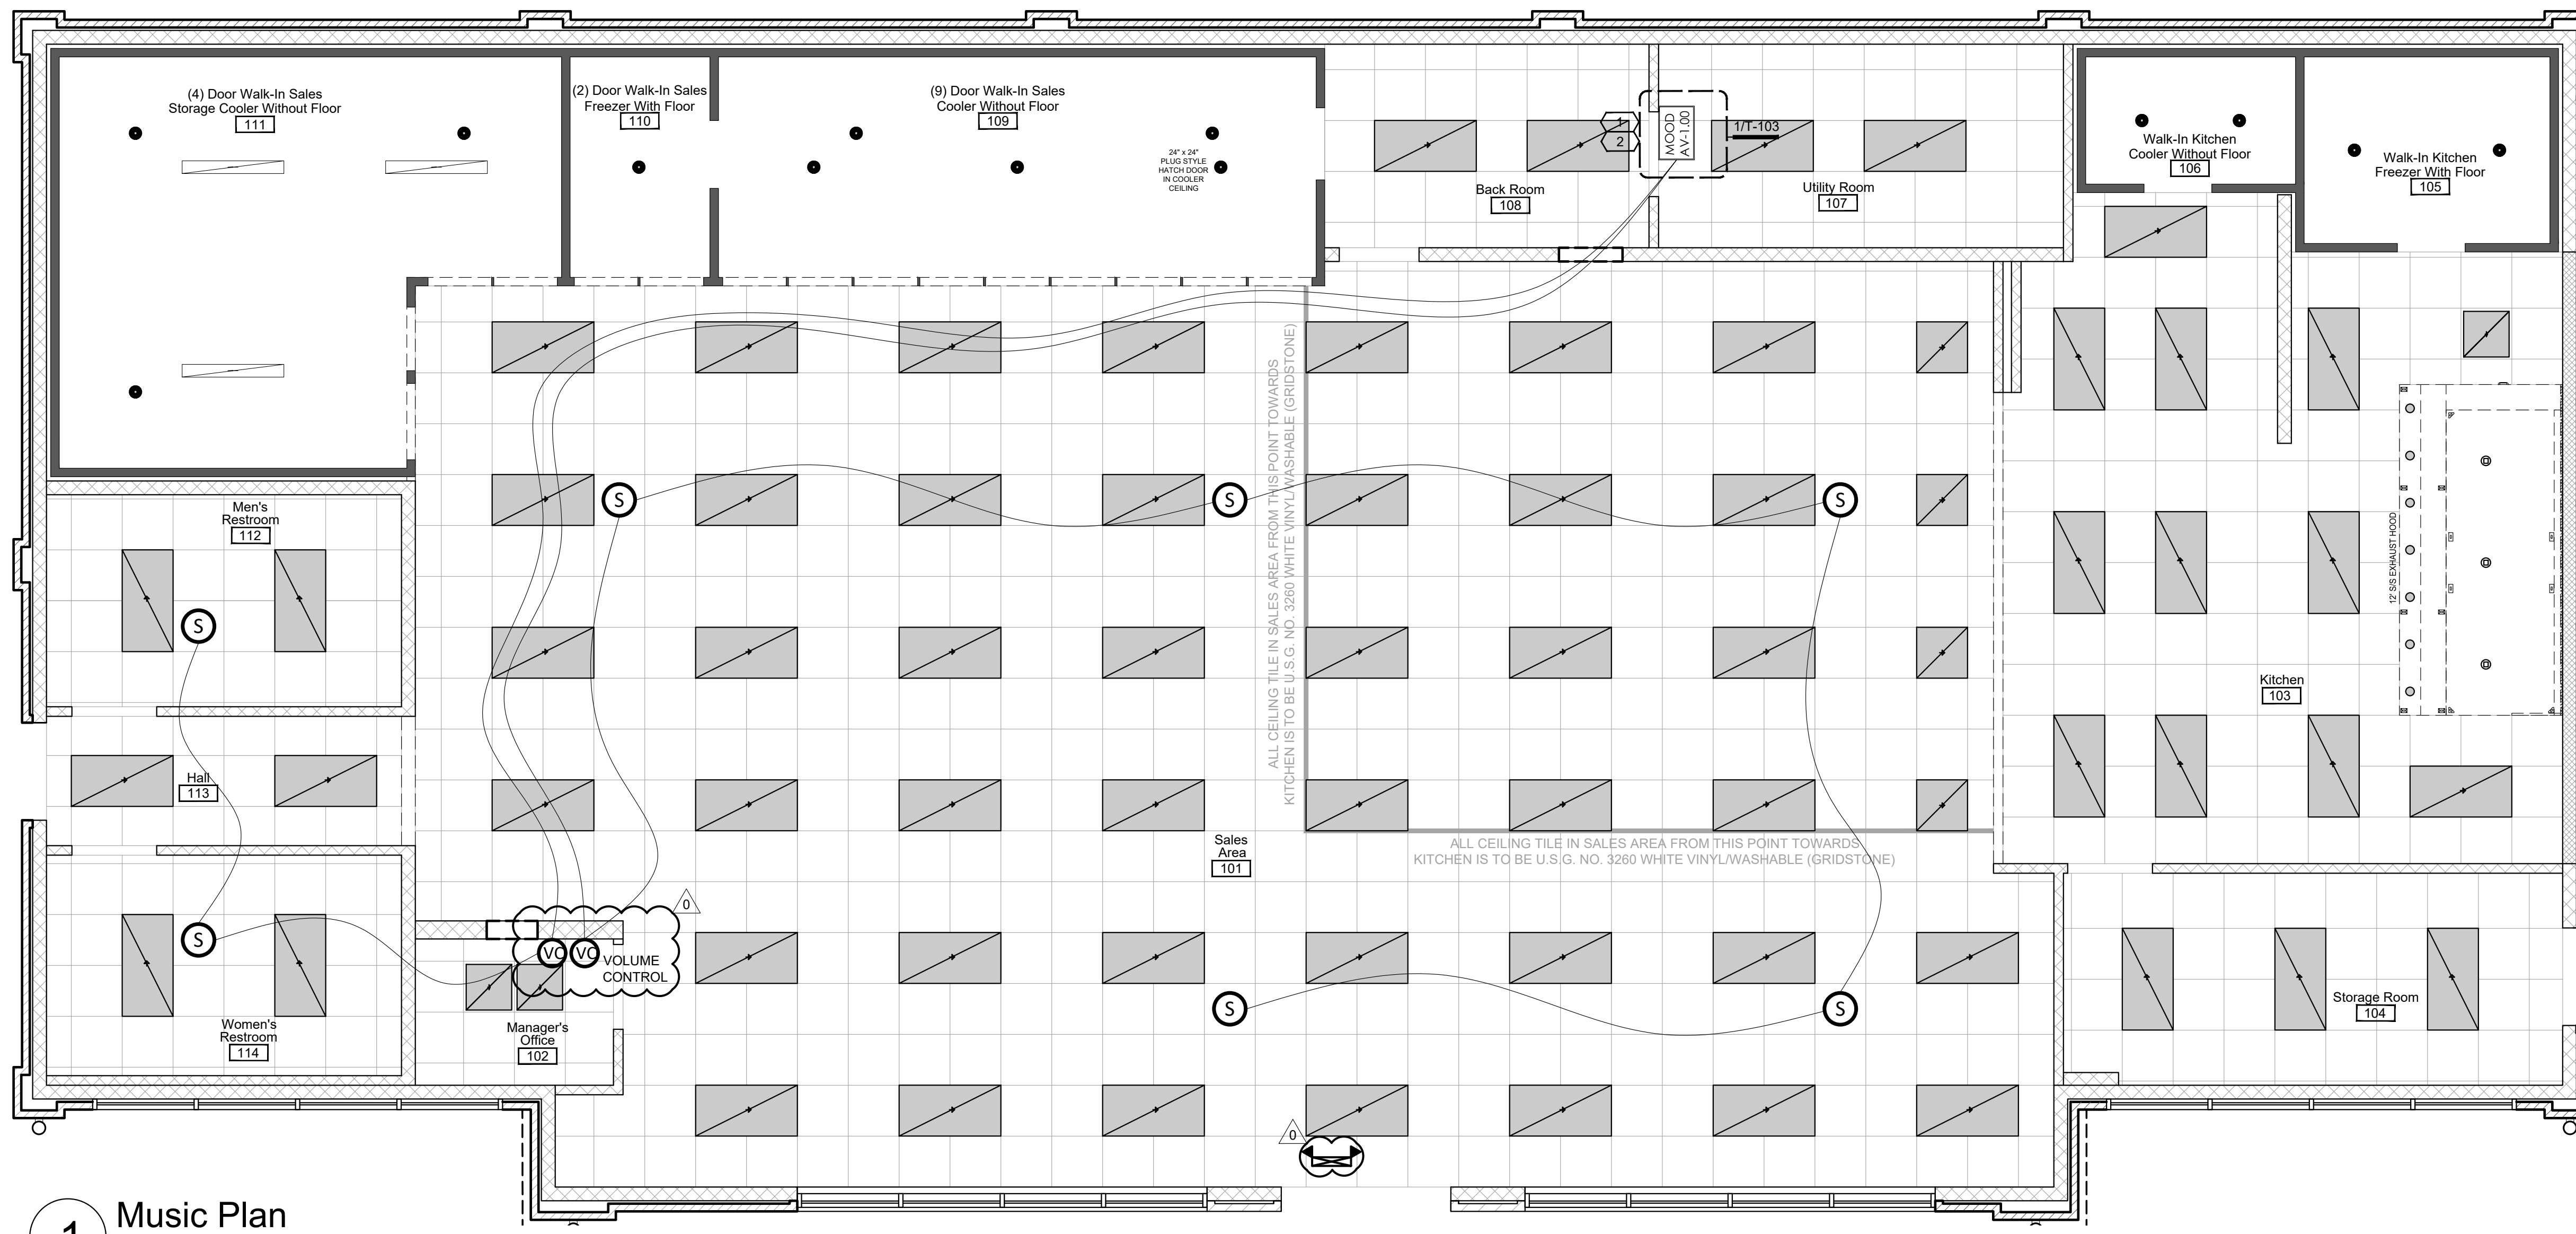 (4) Door Walk-In Sales
Storage Cooler Without Floor
111
(2) Door Walk-In Sales
Freezer With Floor
110
(9) Door Walk-In Sales
Cooler Without Floor
109
24" x 24"
PLUG STYLE
HATCH DOOR
IN COOLER
CEILING
1
2
MOOD
AV-1.00
1/T-103
Back Room
108
Utility Room
107
Walk-In Kitchen
Cooler Without Floor
106
Walk-In Kitchen
Freezer With Floor
105
ALL CEILING TILE IN SALES AREA FROM THIS POINT TOWARDS
KITCHEN IS TO BE U.S.G. NO. 3260 WHITE VINYL/WASHABLE (GRIDSTONE)
S
S
S
Men's
Restroom
112
S
12' S/S EXHAUST HOOD
Kitchen
103
Hall
113
Sales
Area
101
ALL CEILING TILE IN SALES AREA FROM THIS POINT TOWARDS
KITCHEN IS TO BE U.S.G. NO. 3260 WHITE VINYL/WASHABLE (GRIDSTONE)
0
S
VC
VC
VOLUME
CONTROL
S
S
Storage Room
104
Women's
Restroom
114
Manager's
Office
102
0
1
Music Plan